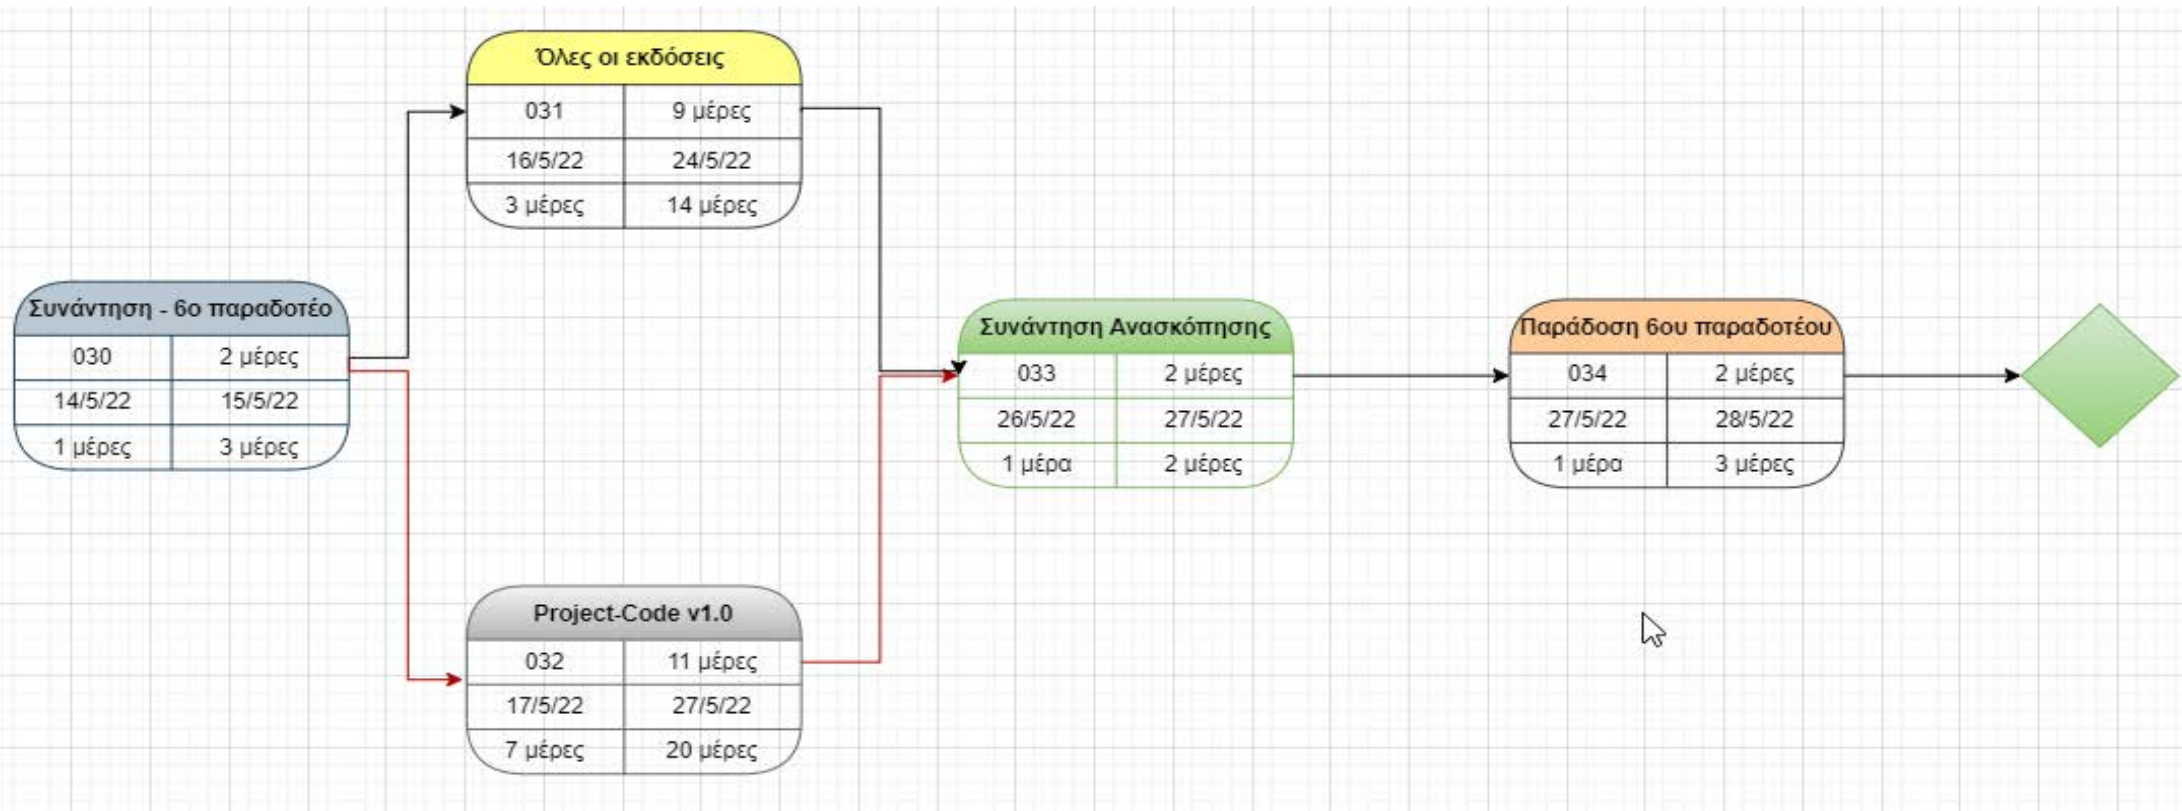 Όλες οι εκδόσεις
031 9 μέρες
16/5/22 24/5/22
3 μέρες 14 μέρες
Συνάντηση - 6ο παραδοτέο
030 2 μέρες
14/5/22 15/5/22
1 μέρες 3 μέρες
Συνάντηση Ανασκόπησης
033 2 μέρες
26/5/22 27/5/22
1 μέρα 2 μέρες
Παράδοση 6ου παραδοτέου
034 2 μέρες
27/5/22 28/5/22
1 μέρα 3 μέρες
Project-Code v1.0
032 11 μέρες
17/5/22 27/5/22
7 μέρες 20 μέρες